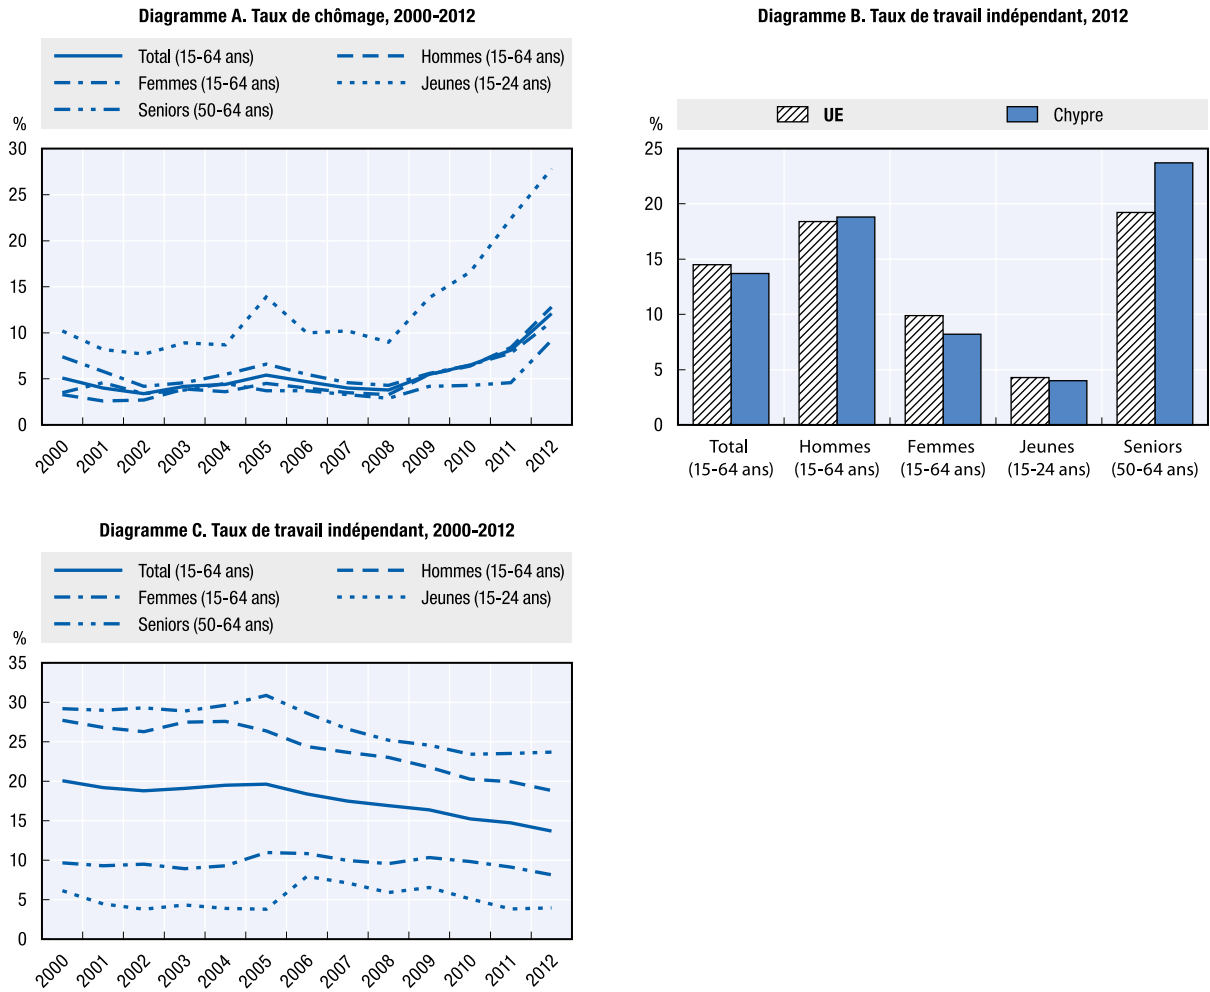 Diagramme A. Taux de chômage, 2000-2012
Total (15-64 ans)
Hommes (15-64 ans)
Femmes (15-64 ans)
Jeunes (15-24 ans)
Seniors (50-64 ans)
%
30
25
20
15
10
5
0
2000 2001 2002 2003 2004 2005 2006 2007 2008 2009 2010 2011 2012
Diagramme B. Taux de travail indépendant, 2012
UE
Chypre
%
25
20
15
10
5
0
Total (15-64 ans)
Hommes (15-64 ans)
Femmes (15-64 ans)
Jeunes (15-24 ans)
Seniors (50-64 ans)
Diagramme C. Taux de travail indépendant, 2000-2012
Total (15-64 ans)
Hommes (15-64 ans)
Femmes (15-64 ans)
Jeunes (15-24 ans)
Seniors (50-64 ans)
%
35
30
25
20
15
10
5
0
2000 2001 2002 2003 2004 2005 2006 2007 2008 2009 2010 2011 2012